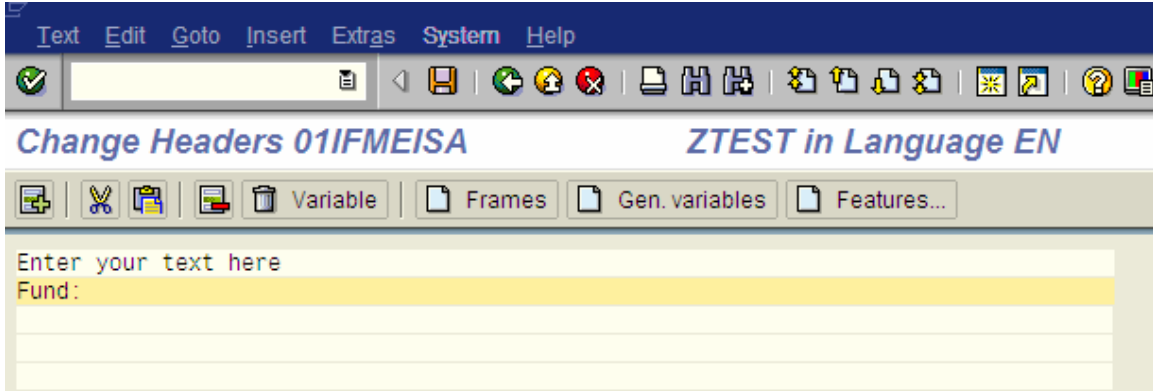 Text Edit Goto Insert Extras System Help
Change Headers 01IFMEISA ZTEST in Language EN
Variable Frames Gen. variables Features...
Enter your text here
Fund: